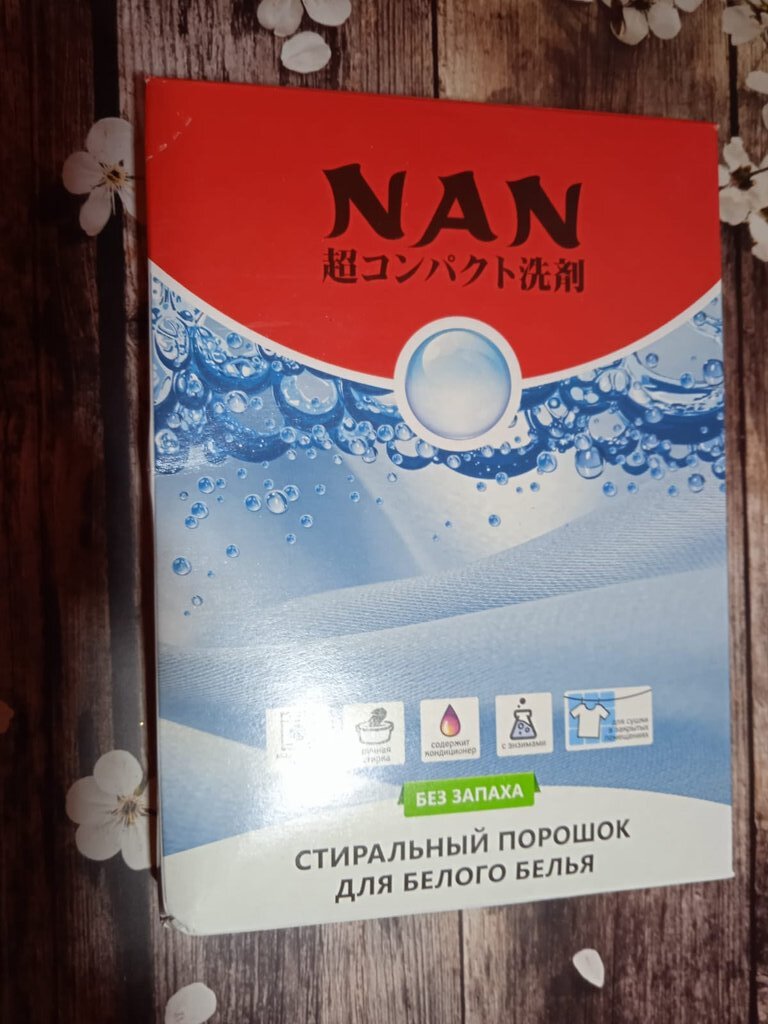 NAN
超コンパクト洗剤
ручная
стирка
содержит
кондиционер
с энзимами
для сушки
в закрытых
помещениях
БЕЗ ЗАПАХА
СТИРАЛЬНЫЙ ПОРОШОК
ДЛЯ БЕЛОГО БЕЛЬЯ